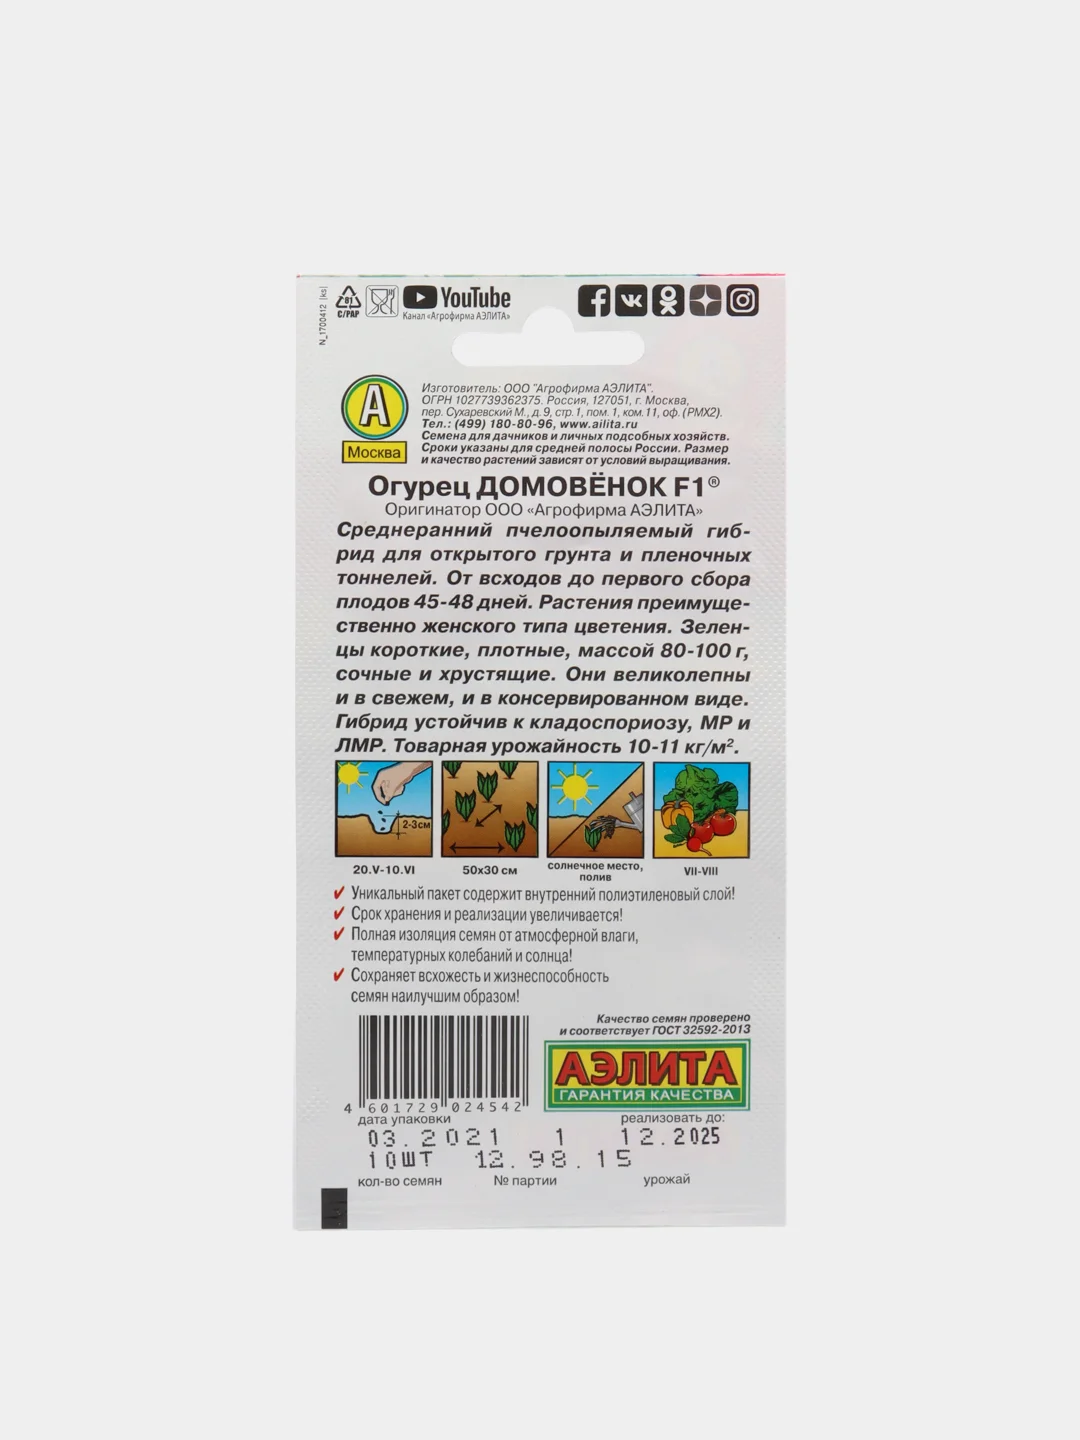 N_1700412 |ks|
81
C/PAP
YouTube
Канал «Агрофирма АЭЛИТА»
А
Москва
Изготовитель: ООО "Агрофирма АЭЛИТА".
ОГРН 1027739362375. Россия, 127051, г. Москва,
пер. Сухаревский М., д. 9, стр. 1, пом. 1, ком. 11, оф. (РМХ2).
Тел.: (499) 180-80-96, www.ailita.ru
Семена для дачников и личных подсобных хозяйств.
Сроки указаны для средней полосы России. Размер
и качество растений зависят от условий выращивания.
Огурец ДОМОВЁНОК F1®
Оригинатор ООО «Агрофирма АЭЛИТА»
Среднеранний пчелоопыляемый гиб-
рид для открытого грунта и пленочных
тоннелей. От всходов до первого сбора
плодов 45-48 дней. Растения преимуще-
ственно женского типа цветения. Зелен-
цы короткие, плотные, массой 80-100 г,
сочные и хрустящие. Они великолепны
и в свежем, и в консервированном виде.
Гибрид устойчив к кладоспориозу, МР и
ЛМР. Товарная урожайность 10-11 кг/м².
2-3см
20.V-10.VI
50х30 см
солнечное место,
полив
VII-VIII
Уникальный пакет содержит внутренний полиэтиленовый слой!
Срок хранения и реализации увеличивается!
Полная изоляция семян от атмосферной влаги,
температурных колебаний и солнца!
Сохраняет всхожесть и жизнеспособность
семян наилучшим образом!
Качество семян проверено
и соответствует ГОСТ 32592-2013
АЭЛИТА
ГАРАНТИЯ КАЧЕСТВА
4 601729 024542
дата упаковки реализовать до:
03.2021 1 12.2025
10ШТ 12.98.15
кол-во семян № партии урожай